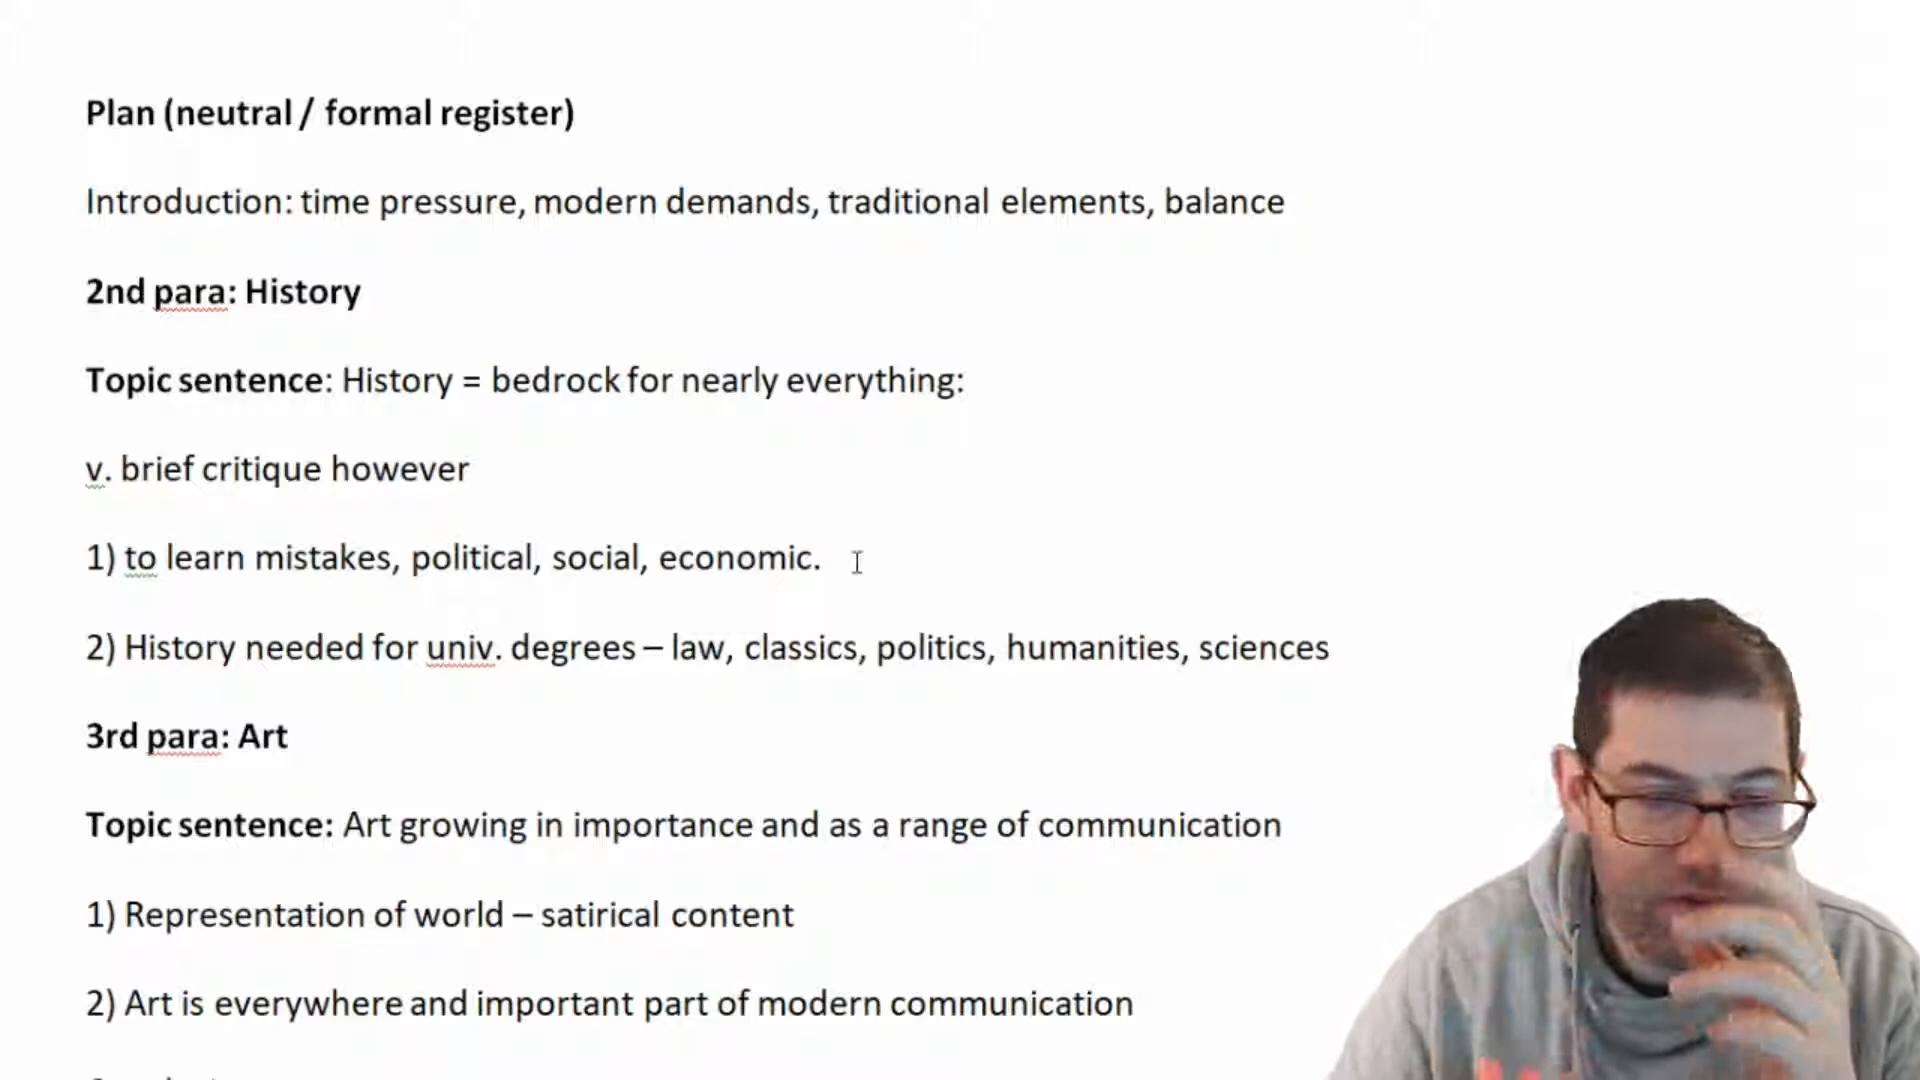 Plan (neutral / formal register)
Introduction: time pressure, modern demands, traditional elements, balance
2nd para: History
Topic sentence: History = bedrock for nearly everything:
v. brief critique however
1) to learn mistakes, political, social, economic.
2) History needed for univ. degrees – law, classics, politics, humanities, sciences
3rd para: Art
Topic sentence: Art growing in importance and as a range of communication
1) Representation of world – satirical content
2) Art is everywhere and important part of modern communication